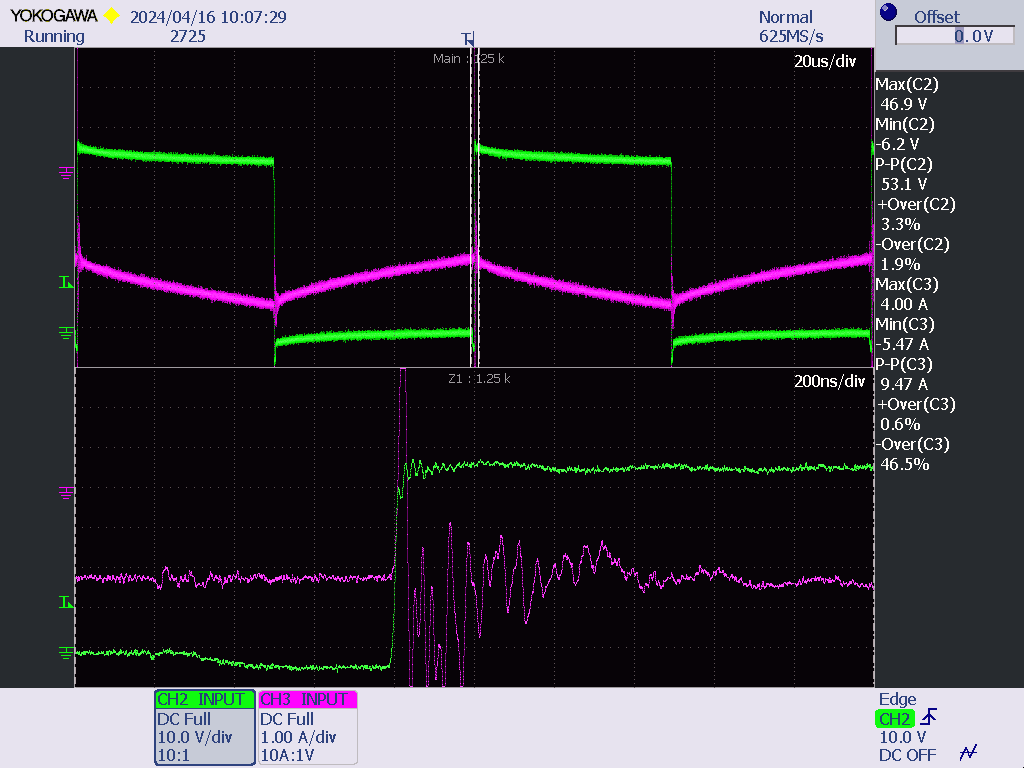 YOKOGAWA 2024/04/16 10:07:29
Running 2725
Normal
625MS/s
Offset
0.0V
Main : 125 k
20us/div
Max(C2)
46.9 V
Min(C2)
-6.2 V
P-P(C2)
53.1 V
+Over(C2)
3.3%
-Over(C2)
1.9%
Max(C3)
4.00 A
Min(C3)
-5.47 A
P-P(C3)
9.47 A
+Over(C3)
0.6%
-Over(C3)
46.5%
Z1 : 1.25 k
200ns/div
CH2 INPUT
DC Full
10.0 V/div
10:1
CH3 INPUT
DC Full
1.00 A/div
10A:1V
Edge
CH2
10.0 V
DC OFF